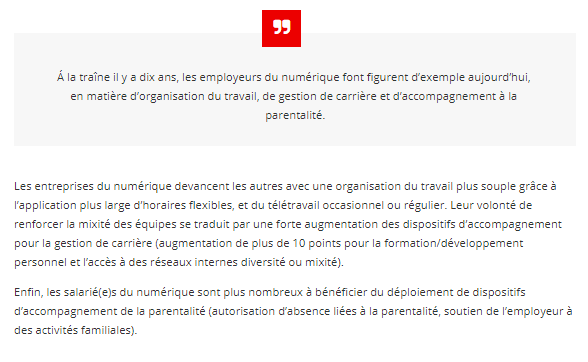 Á la traîne il y a dix ans, les employeurs du numérique font figurent d’exemple aujourd’hui,
en matière d’organisation du travail, de gestion de carrière et d’accompagnement à la
parentalité.
Les entreprises du numérique devancent les autres avec une organisation du travail plus souple grâce à
l’application plus large d’horaires flexibles, et du télétravail occasionnel ou régulier. Leur volonté de
renforcer la mixité des équipes se traduit par une forte augmentation des dispositifs d’accompagnement
pour la gestion de carrière (augmentation de plus de 10 points pour la formation/développement
personnel et l’accès à des réseaux internes diversité ou mixité).
Enfin, les salarié(e)s du numérique sont plus nombreux à bénéficier du déploiement de dispositifs
d’accompagnement de la parentalité (autorisation d’absence liées à la parentalité, soutien de l’employeur à
des activités familiales).